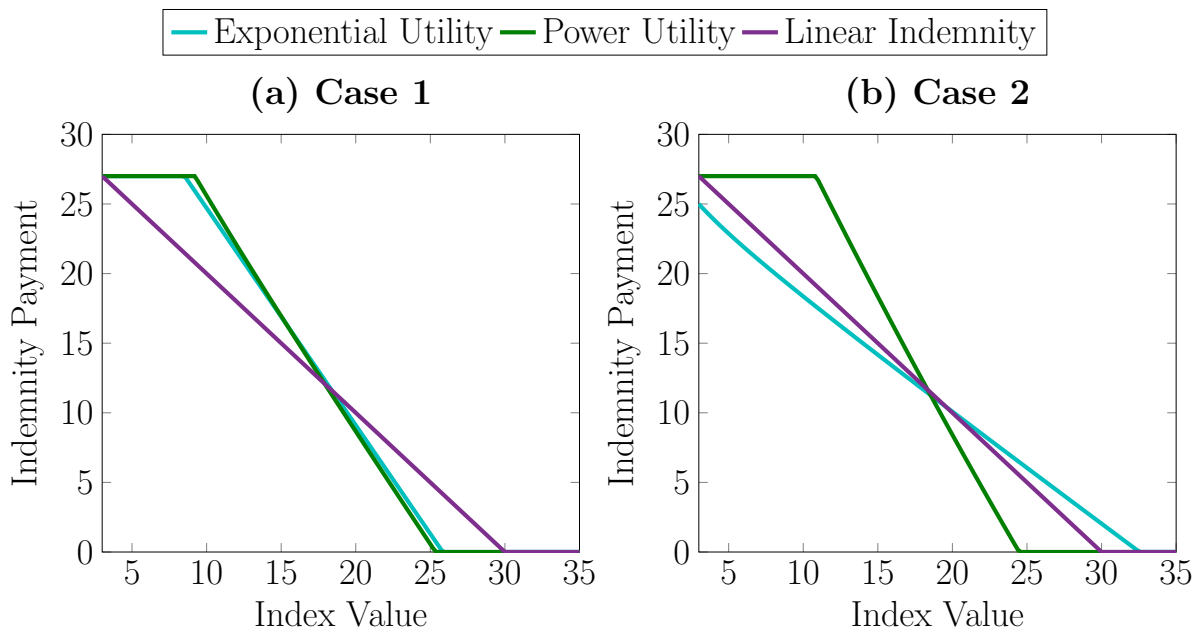 Exponential Utility Power Utility Linear Indemnity
(a) Case 1
(b) Case 2
Indemnity Payment
30
25
20
15
10
5
0
5 10 15 20 25 30 35
Index Value
Indemnity Payment
30
25
20
15
10
5
0
5 10 15 20 25 30 35
Index Value